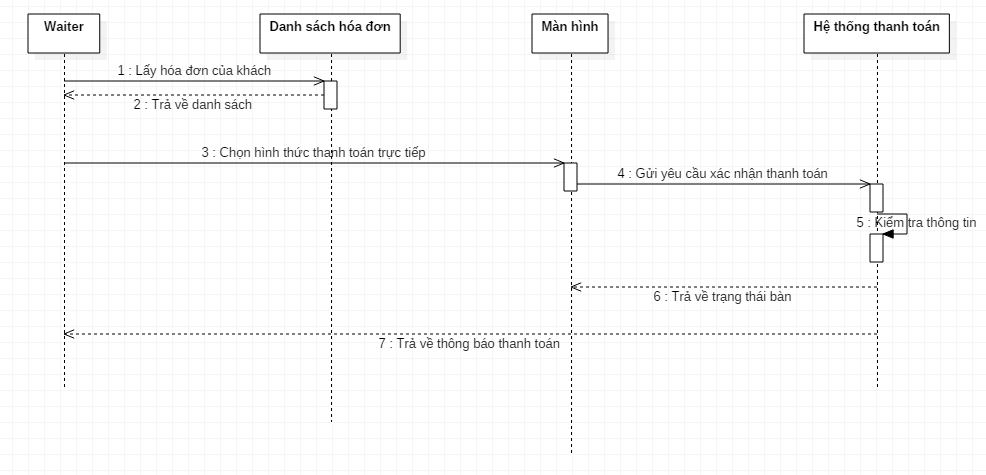 Waiter
Danh sách hóa đơn
Màn hình
Hệ thống thanh toán
1 : Lấy hóa đơn của khách
2 : Trả về danh sách
3 : Chọn hình thức thanh toán trực tiếp
4 : Gửi yêu cầu xác nhận thanh toán
5 : Kiểm tra thông tin
6 : Trả về trạng thái bàn
7 : Trả về thông báo thanh toán